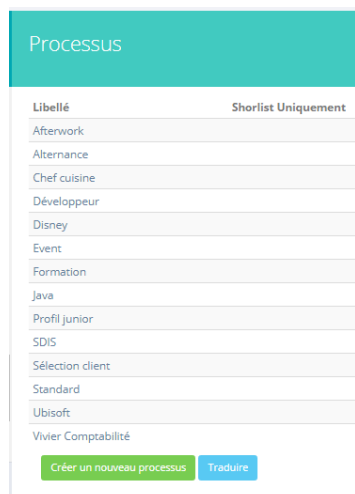 Processus
Libellé Shorlist Uniquement
Afterwork
Alternance
Chef cuisine
Développeur
Disney
Event
Formation
Java
Profil junior
SDIS
Sélection client
Standard
Ubisoft
Vivier Comptabilité
Créer un nouveau processus Traduire